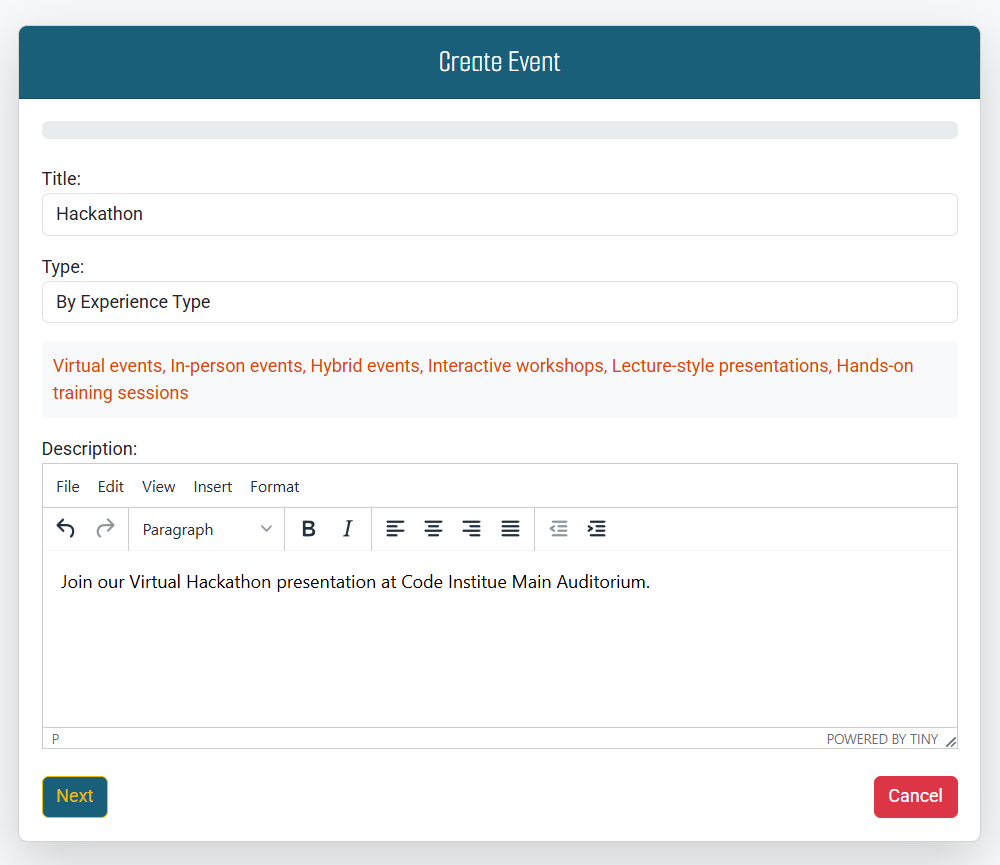 Create Event
Title:
Hackathon
Type:
By Experience Type
Virtual events, In-person events, Hybrid events, Interactive workshops, Lecture-style presentations, Hands-on
training sessions
Description:
File Edit View Insert Format
Paragraph B I
Join our Virtual Hackathon presentation at Code Institue Main Auditorium.
P POWERED BY TINY
Next Cancel